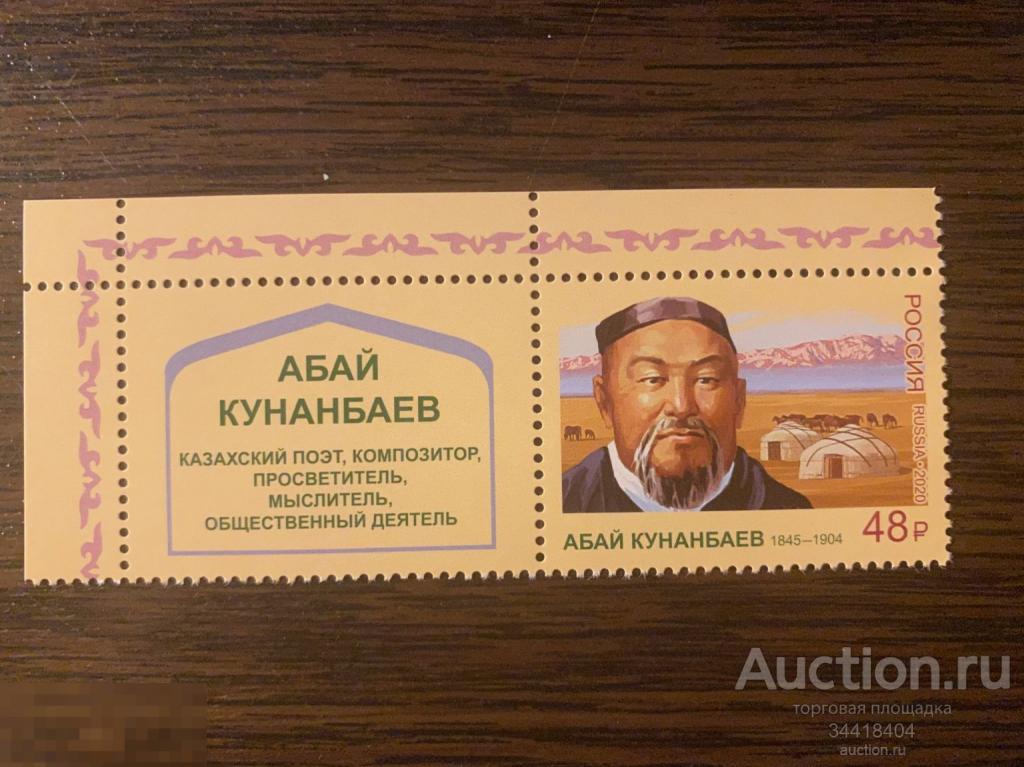 АБАЙ
КУНАНБАЕВ
КАЗАХСКИЙ ПОЭТ, КОМПОЗИТОР,
ПРОСВЕТИТЕЛЬ,
МЫСЛИТЕЛЬ,
ОБЩЕСТВЕННЫЙ ДЕЯТЕЛЬ
РОССИЯ
RUSSIA • 2020
АБАЙ КУНАНБАЕВ 1845–1904
48₽
Auction.ru
торговая площадка
34418404
auction.ru